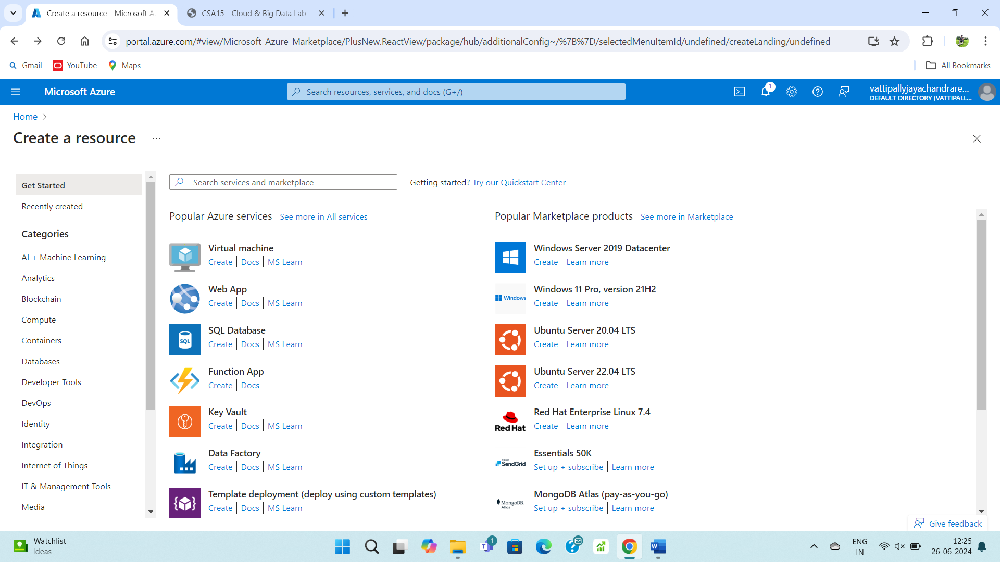 Create a resource - Microsoft A
CSA15 - Cloud & Big Data Lab -
portal.azure.com/#view/Microsoft_Azure_Marketplace/PlusNew.ReactView/package/hub/additionalConfig~/%7B%7D/selectedMenuItemId/undefined/createLanding/undefined
Gmail YouTube Maps All Bookmarks
Microsoft Azure
Search resources, services, and docs (G+/)
1
vattipallyjayachandrare...
DEFAULT DIRECTORY (VATTIPALL...
Home
Create a resource ...
Get Started
Recently created
Categories
AI + Machine Learning
Analytics
Blockchain
Compute
Containers
Databases
Developer Tools
DevOps
Identity
Integration
Internet of Things
IT & Management Tools
Media
Search services and marketplace
Getting started? Try our Quickstart Center
Popular Azure services See more in All services
Virtual machine
Create | Docs | MS Learn
Web App
Create | Docs | MS Learn
SQL
SQL Database
Create | Docs | MS Learn
Function App
Create | Docs
Key Vault
Create | Docs | MS Learn
Data Factory
Create | Docs | MS Learn
Template deployment (deploy using custom templates)
Create | Docs | MS Learn
Popular Marketplace products See more in Marketplace
Windows Server 2019 Datacenter
Create | Learn more
Windows
Windows 11 Pro, version 21H2
Create | Learn more
Ubuntu Server 20.04 LTS
Create | Learn more
Ubuntu Server 22.04 LTS
Create | Learn more
Red Hat
Red Hat Enterprise Linux 7.4
Create | Learn more
SendGrid
Essentials 50K
Set up + subscribe | Learn more
MongoDB.
Atlas
MongoDB Atlas (pay-as-you-go)
Set up + subscribe | Learn more
Give feedback
Watchlist
Ideas
1
ENG
IN
12:25
26-06-2024